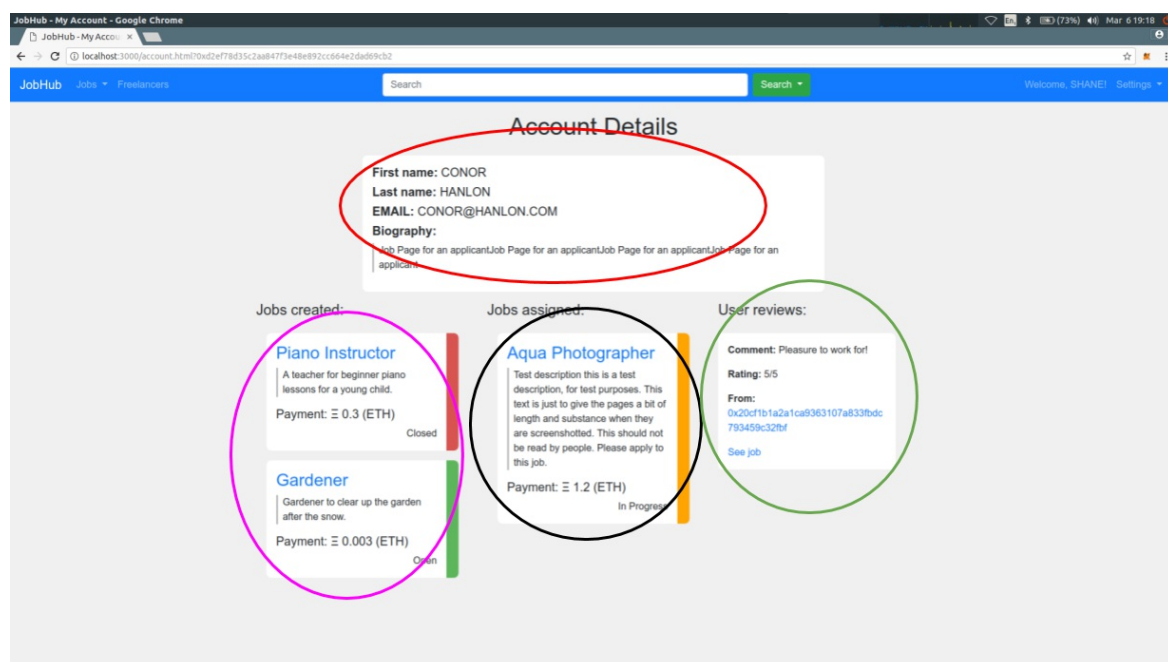 JobHub - My Account - Google Chrome
En
(73%)
Mar 6 19:18
JobHub - My Accou
localhost:3000/account.html?0xd2ef78d35c2aa847f3e48e892cc664e2dad69cb2
JobHub Jobs Freelancers Search Search Welcome, SHANE! Settings
Account Details
First name: CONOR
Last name: HANLON
EMAIL: CONOR@HANLON.COM
Biography:
Job Page for an applicantJob Page for an applicantJob Page for an applicantJob Page for an
applicant
Jobs created:
Piano Instructor
A teacher for beginner piano
lessons for a young child.
Payment: Ξ 0.3 (ETH)
Closed
Gardener
Gardener to clear up the garden
after the snow.
Payment: Ξ 0.003 (ETH)
Open
Jobs assigned:
Aqua Photographer
Test description this is a test
description, for test purposes. This
text is just to give the pages a bit of
length and substance when they
are screenshotted. This should not
be read by people. Please apply to
this job.
Payment: Ξ 1.2 (ETH)
In Progress
User reviews:
Comment: Pleasure to work for!
Rating: 5/5
From:
0x20cf1b1a2a1ca9363107a833fbdc
793459c32fbf
See job